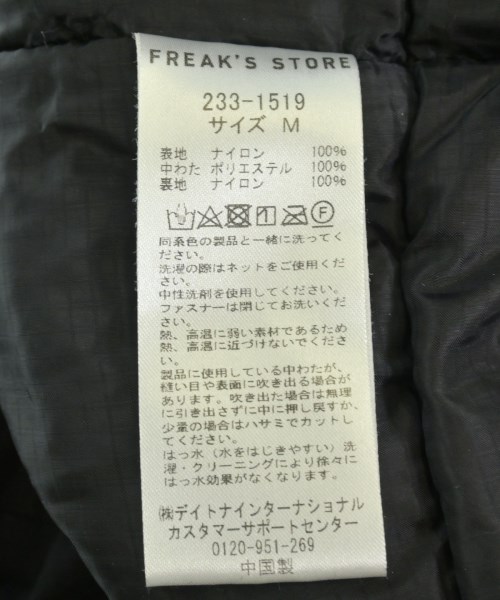 FREAK'S STORE
233-1519
サイズ M
表地 ナイロン 100%
中わた ポリエステル 100%
裏地 ナイロン 100%
同系色の製品と一緒に洗ってく
ださい。
洗濯の際はネットをご使用くだ
さい。
中性洗剤を使用してください。
ファスナーは閉じてお洗いくだ
さい。
熱、高温に弱い素材であるため
熱、高温に近づけないでくださ
い。
製品に使用している中わたが、
縫い目や表面に吹き出る場合が
あります。吹き出た場合は無理
に引き出さずに中に押し戻すか、
少量の場合はハサミでカットし
てください。
はっ水（水をはじきやすい）洗
濯・クリーニングにより徐々に
はっ水効果がなくなります。
㈱デイトナインターナショナル
カスタマーサポートセンター
0120-951-269
中国製